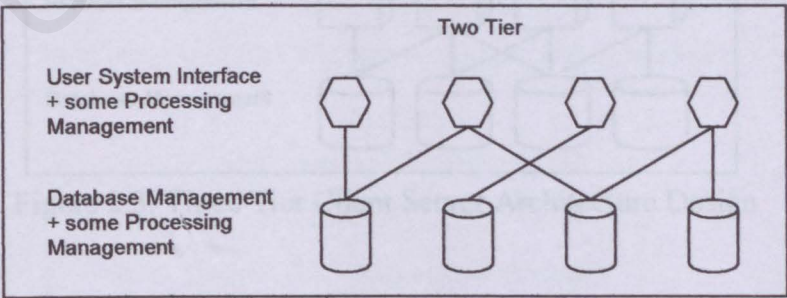 Two Tier
User System Interface
+ some Processing
Management
Database Management
+ some Processing
Management